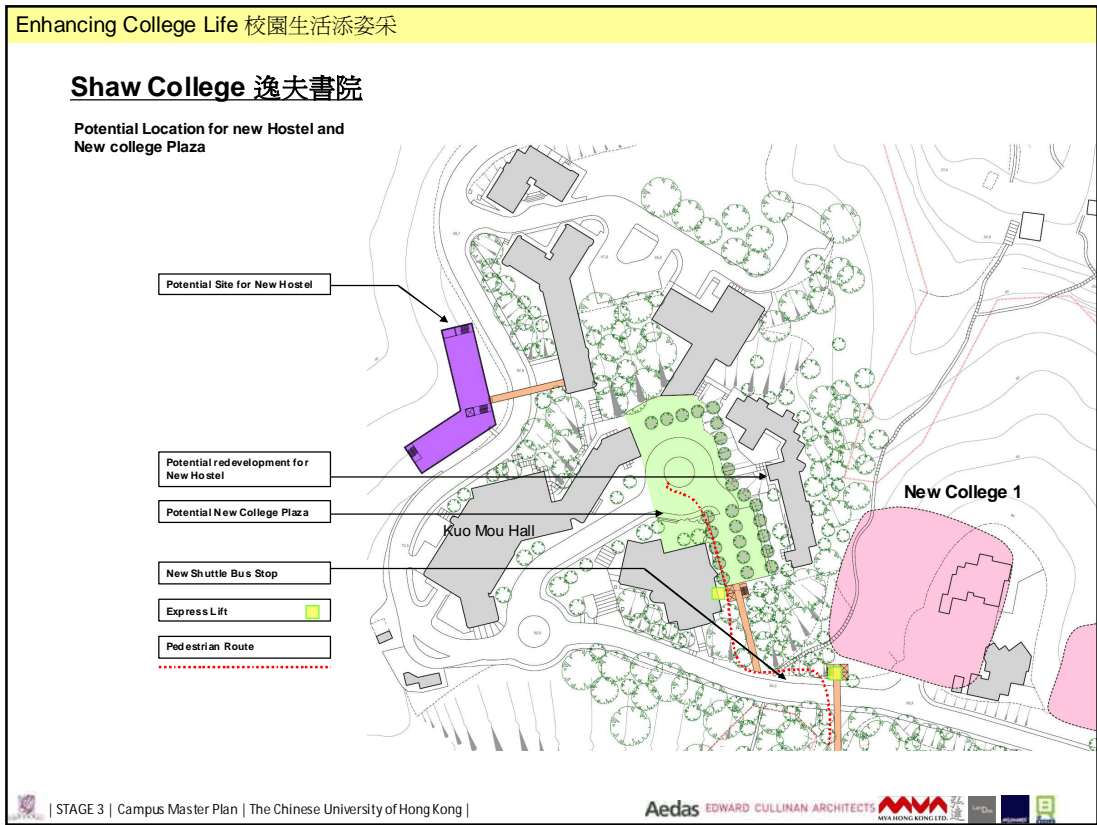 Enhancing College Life 校園生活添姿采
Shaw College 逸夫書院
Potential Location for new Hostel and
New college Plaza
Potential Site for New Hostel
Potential redevelopment for
New Hostel
New College 1
Potential New College Plaza
Kuo Mou Hall
New Shuttle Bus Stop
Express Lift
Pedestrian Route
| STAGE 3 | Campus Master Plan | The Chinese University of Hong Kong |
Aedas EDWARD CULLINAN ARCHITECTS MVA
MVA HONG KONG LTD.
弘達